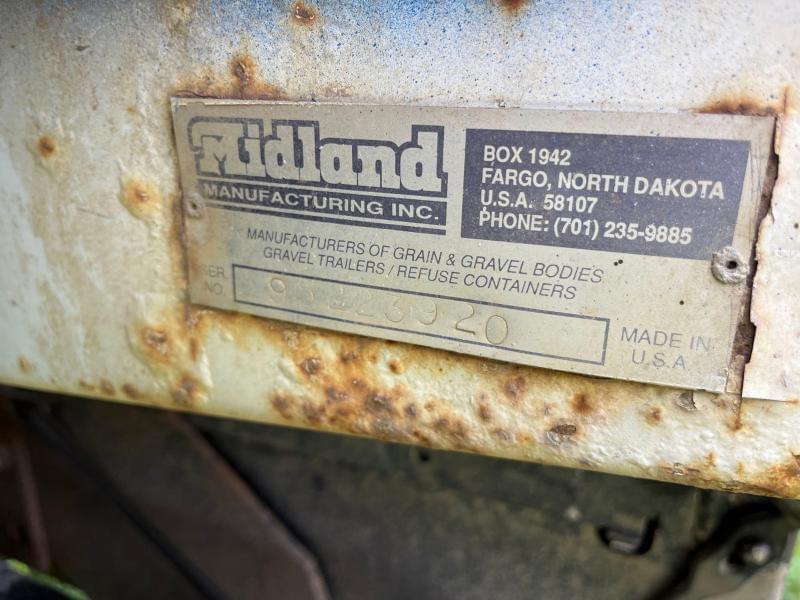 Midland
MANUFACTURING INC.
BOX 1942
FARGO, NORTH DAKOTA
U.S.A. 58107
PHONE: (701) 235-9885
MANUFACTURERS OF GRAIN & GRAVEL BODIES
GRAVEL TRAILERS / REFUSE CONTAINERS
SER.
NO.
MADE IN
U.S.A